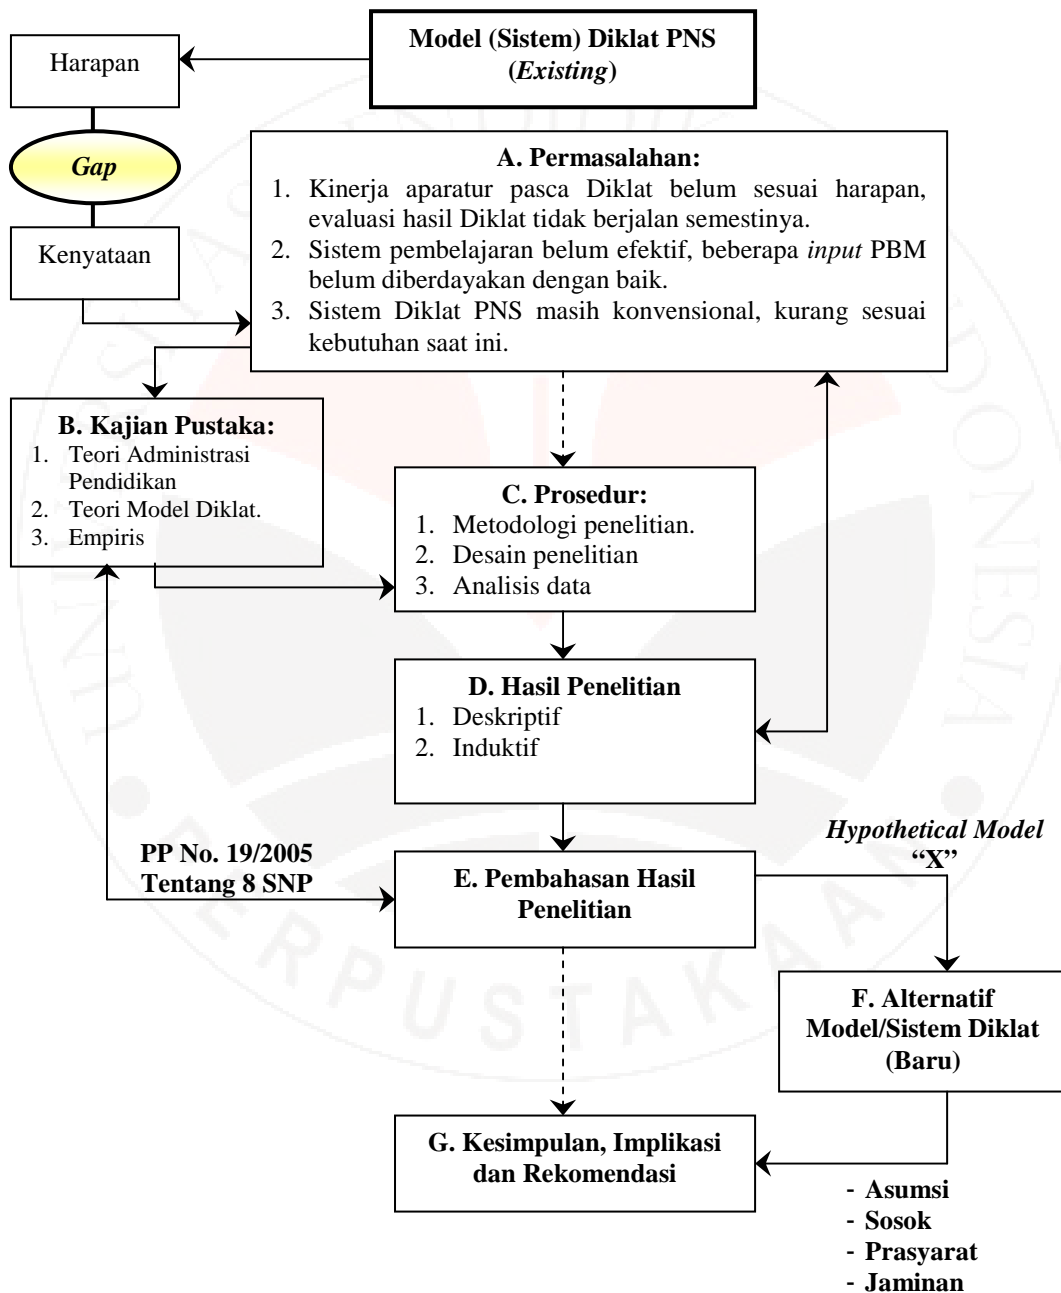 Model (Sistem) Diklat PNS
(Existing)
Harapan
Gap
Kenyataan
A. Permasalahan:
1. Kinerja aparatur pasca Diklat belum sesuai harapan,
evaluasi hasil Diklat tidak berjalan semestinya.
2. Sistem pembelajaran belum efektif, beberapa input PBM
belum diberdayakan dengan baik.
3. Sistem Diklat PNS masih konvensional, kurang sesuai
kebutuhan saat ini.
B. Kajian Pustaka:
1. Teori Administrasi
Pendidikan
2. Teori Model Diklat.
3. Empiris
C. Prosedur:
1. Metodologi penelitian.
2. Desain penelitian
3. Analisis data
D. Hasil Penelitian
1. Deskriptif
2. Induktif
PP No. 19/2005
Tentang 8 SNP
E. Pembahasan Hasil
Penelitian
Hypothetical Model
“X”
F. Alternatif
Model/Sistem Diklat
(Baru)
G. Kesimpulan, Implikasi
dan Rekomendasi
- Asumsi
- Sosok
- Prasyarat
- Jaminan
PERPUSTAKAAN